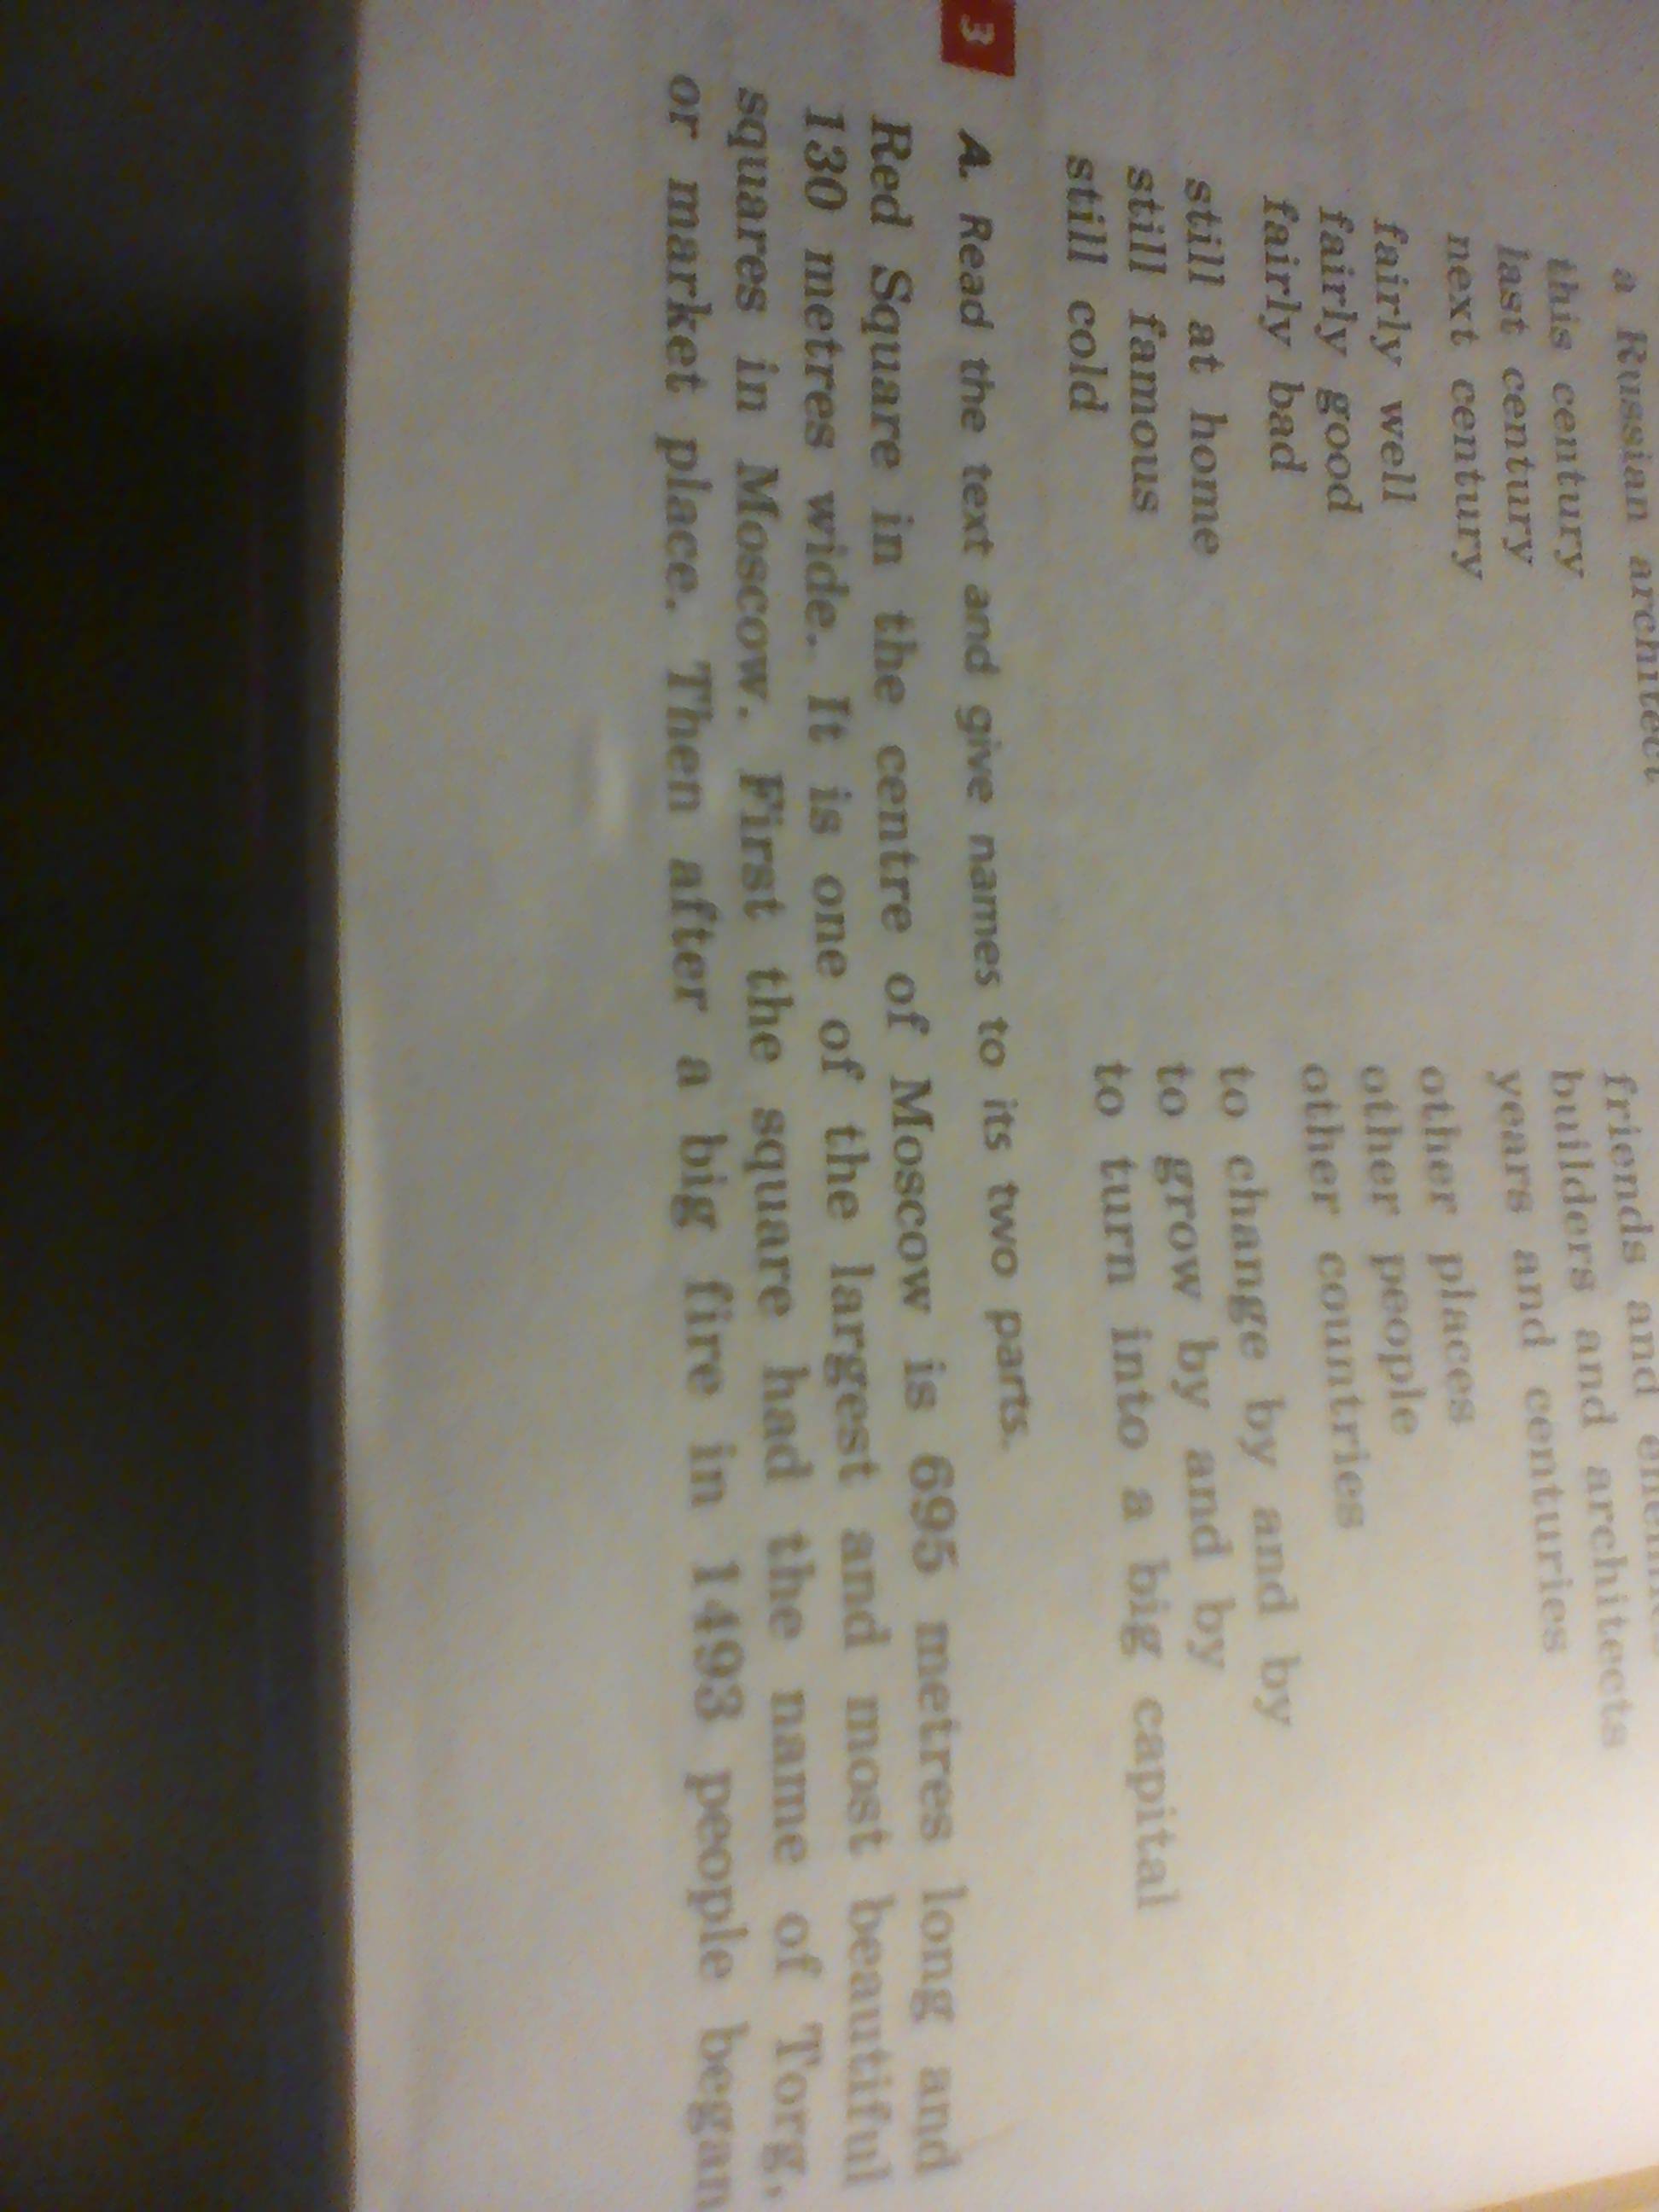 a Russian architect
this century
last century
next century
fairly well
fairly good
fairly bad
still at home
still famous
still cold
friends and
builders and architects
years and centuries
other places
other people
other countries
to change by and by
to grow by and by
to turn into a big capital
3 A. Read the text and give names to its two parts.
Red Square in the centre of Moscow is 695 metres long and
130 metres wide. It is one of the largest and most beautiful
squares in Moscow. First the square had the name of Torg,
or market place. Then after a big fire in 1493 people began